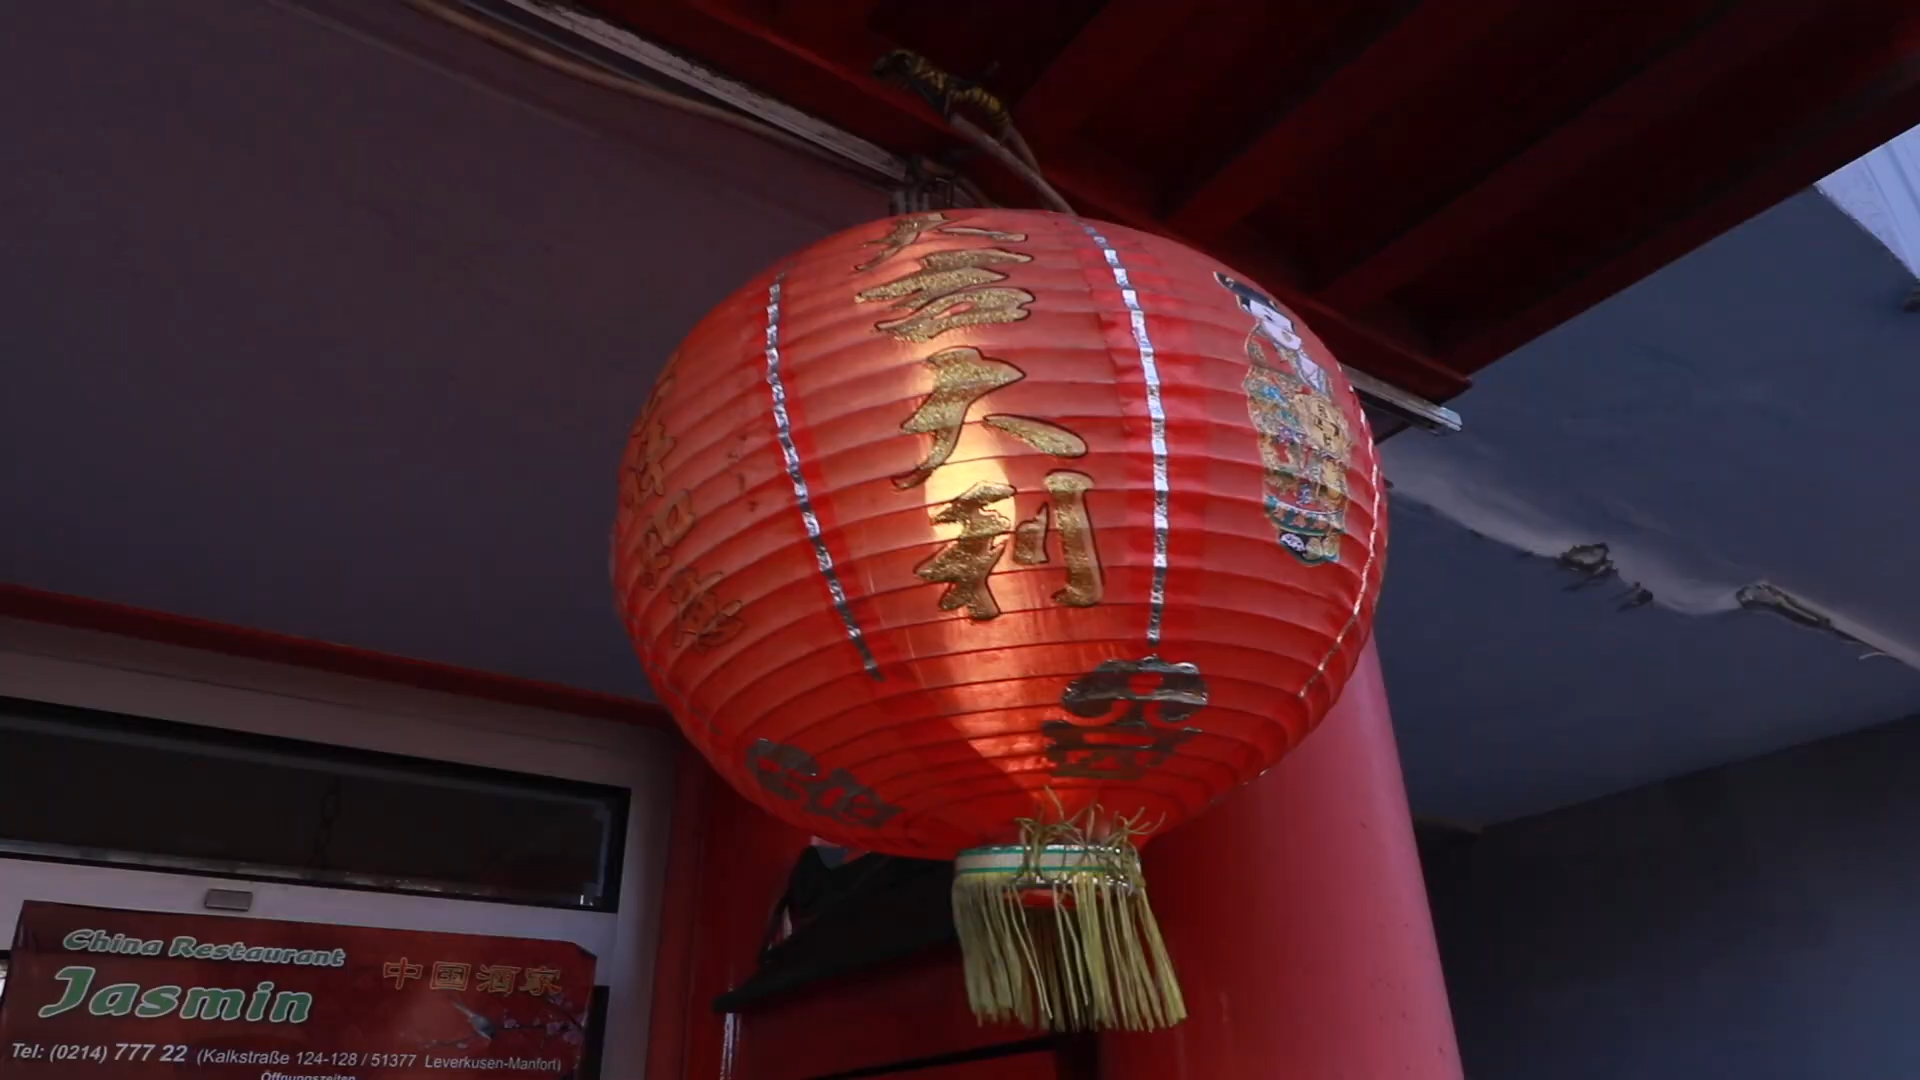 大吉大利
China Restaurant
Jasmin
中国酒家
Tel: (0214) 777 22 (Kalkstraße 124-128 / 51377 Leverkusen-Manfort)
Öffnungszeiten